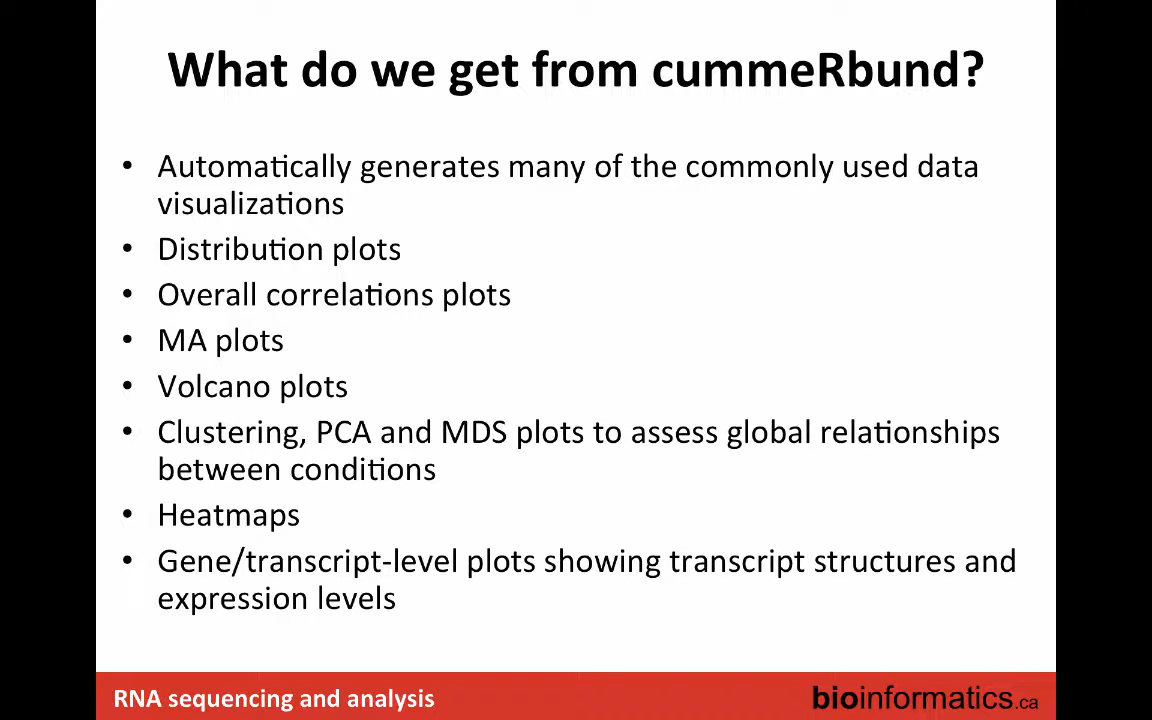 What do we get from cummeRbund?
• Automatically generates many of the commonly used data
visualizations
• Distribution plots
• Overall correlations plots
• MA plots
• Volcano plots
• Clustering, PCA and MDS plots to assess global relationships
between conditions
• Heatmaps
• Gene/transcript-level plots showing transcript structures and
expression levels
RNA sequencing and analysis
bioinformatics.ca